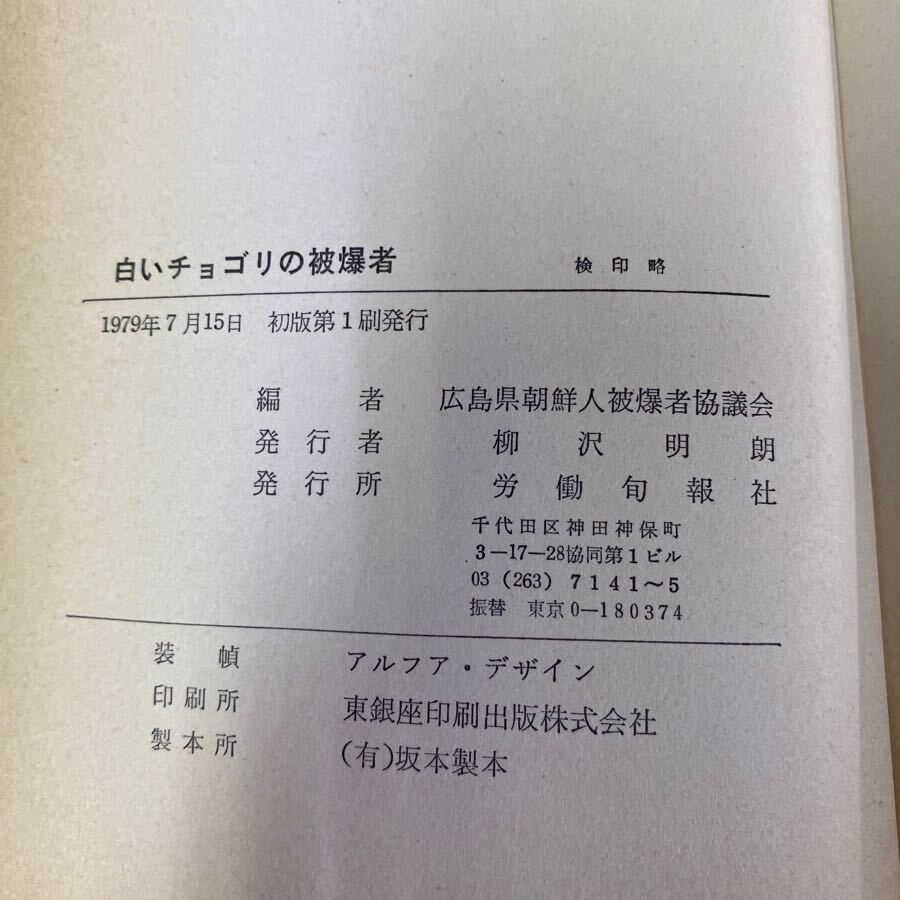 白いチョゴリの被爆者 検印略
1979年7月15日 初版第1刷発行
編者 広島県朝鮮人被爆者協議会
発行者 柳沢明朗
発行所 労働旬報社
千代田区神田神保町
3―17―28協同第1ビル
03 (263) 7141～5
振替 東京0―180374
装幀 アルフア・デザイン
印刷所 東銀座印刷出版株式会社
製本所 (有)坂本製本